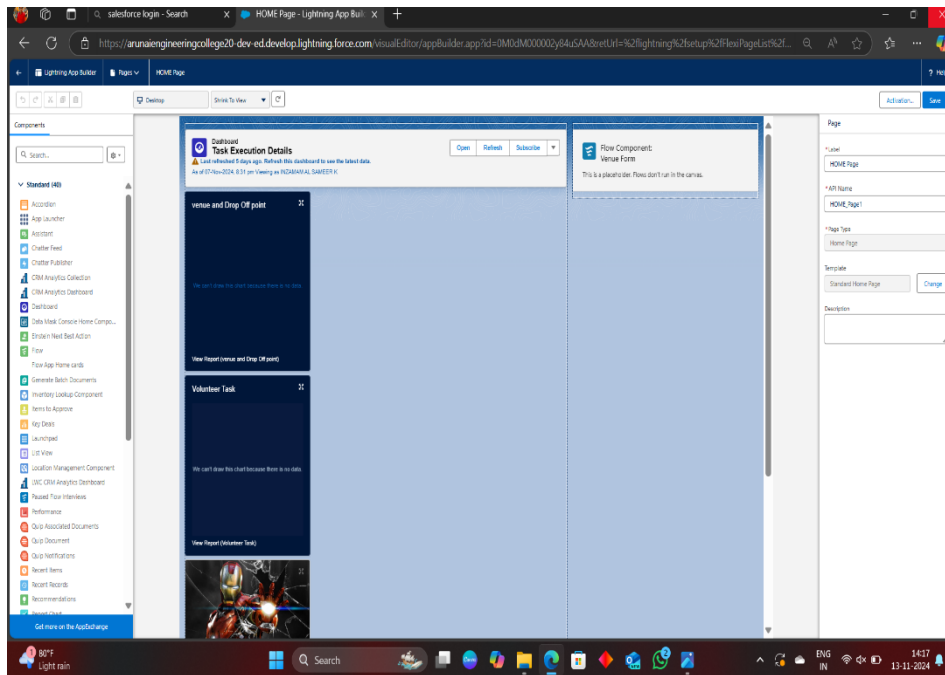 salesforce login - Search
HOME Page - Lightning App Buil
https://arunaiengineeringcollege20-dev-ed.develop.lightning.force.com/visualEditor/appBuilder.app?id=0M0dM000002y84uSAA&retUrl=%2flightning%2fsetup%2fFlexiPageList%2f...
Lightning App Builder
Pages
HOME Page
? Help
Desktop
Shrink To View
Activation...
Save
Components
Search...
Standard (40)
Accordion
App Launcher
Assistant
Chatter Feed
Chatter Publisher
CRM Analytics Collection
CRM Analytics Dashboard
Dashboard
Data Mask Console Home Compo...
Einstein Next Best Action
Flow
Flow App Home cards
Generate Batch Documents
Inventory Lookup Component
Items to Approve
Key Deals
Launchpad
List View
Location Management Component
LWC CRM Analytics Dashboard
Paused Flow Interviews
Performance
Quip Associated Documents
Quip Document
Quip Notifications
Recent Items
Recent Records
Recommendations
Report Chart
Get more on the AppExchange
Dashboard
Task Execution Details
Last refreshed 5 days ago. Refresh this dashboard to see the latest data.
As of 07-Nov-2024 8:31 pm Viewing as INZAMAM AL SAMEER K
Open
Refresh
Subscribe
venue and Drop Off point
We can't draw this chart because there is no data.
View Report (venue and Drop Off point)
Volunteer Task
We can't draw this chart because there is no data.
View Report (Volunteer Task)
Flow Component:
Venue Form
This is a placeholder. Flows don't run in the canvas.
Page
*Label
HOME Page
*API Name
HOME_Page1
*Page Type
Home Page
Template
Standard Home Page
Change
Description
80°F
Light rain
Search
ENG
IN
14:17
13-11-2024